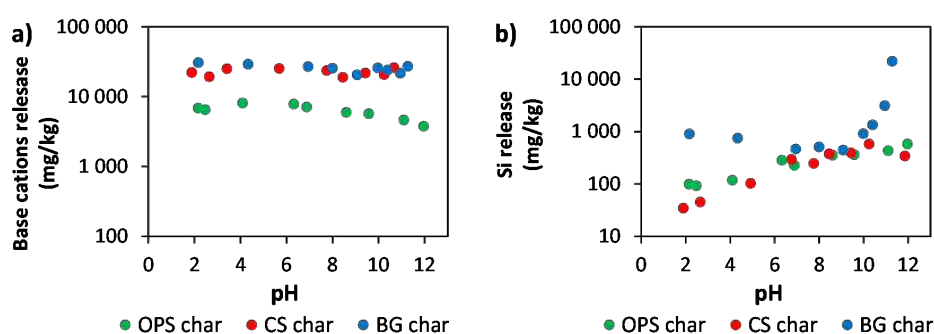 a)
Base cations relesase
(mg/kg)
100 000
10 000
1 000
100
0 2 4 6 8 10 12
pH
OPS char CS char BG char
b)
Si release
(mg/kg)
100 000
10 000
1 000
100
10
0 2 4 6 8 10 12
pH
OPS char CS char BG char